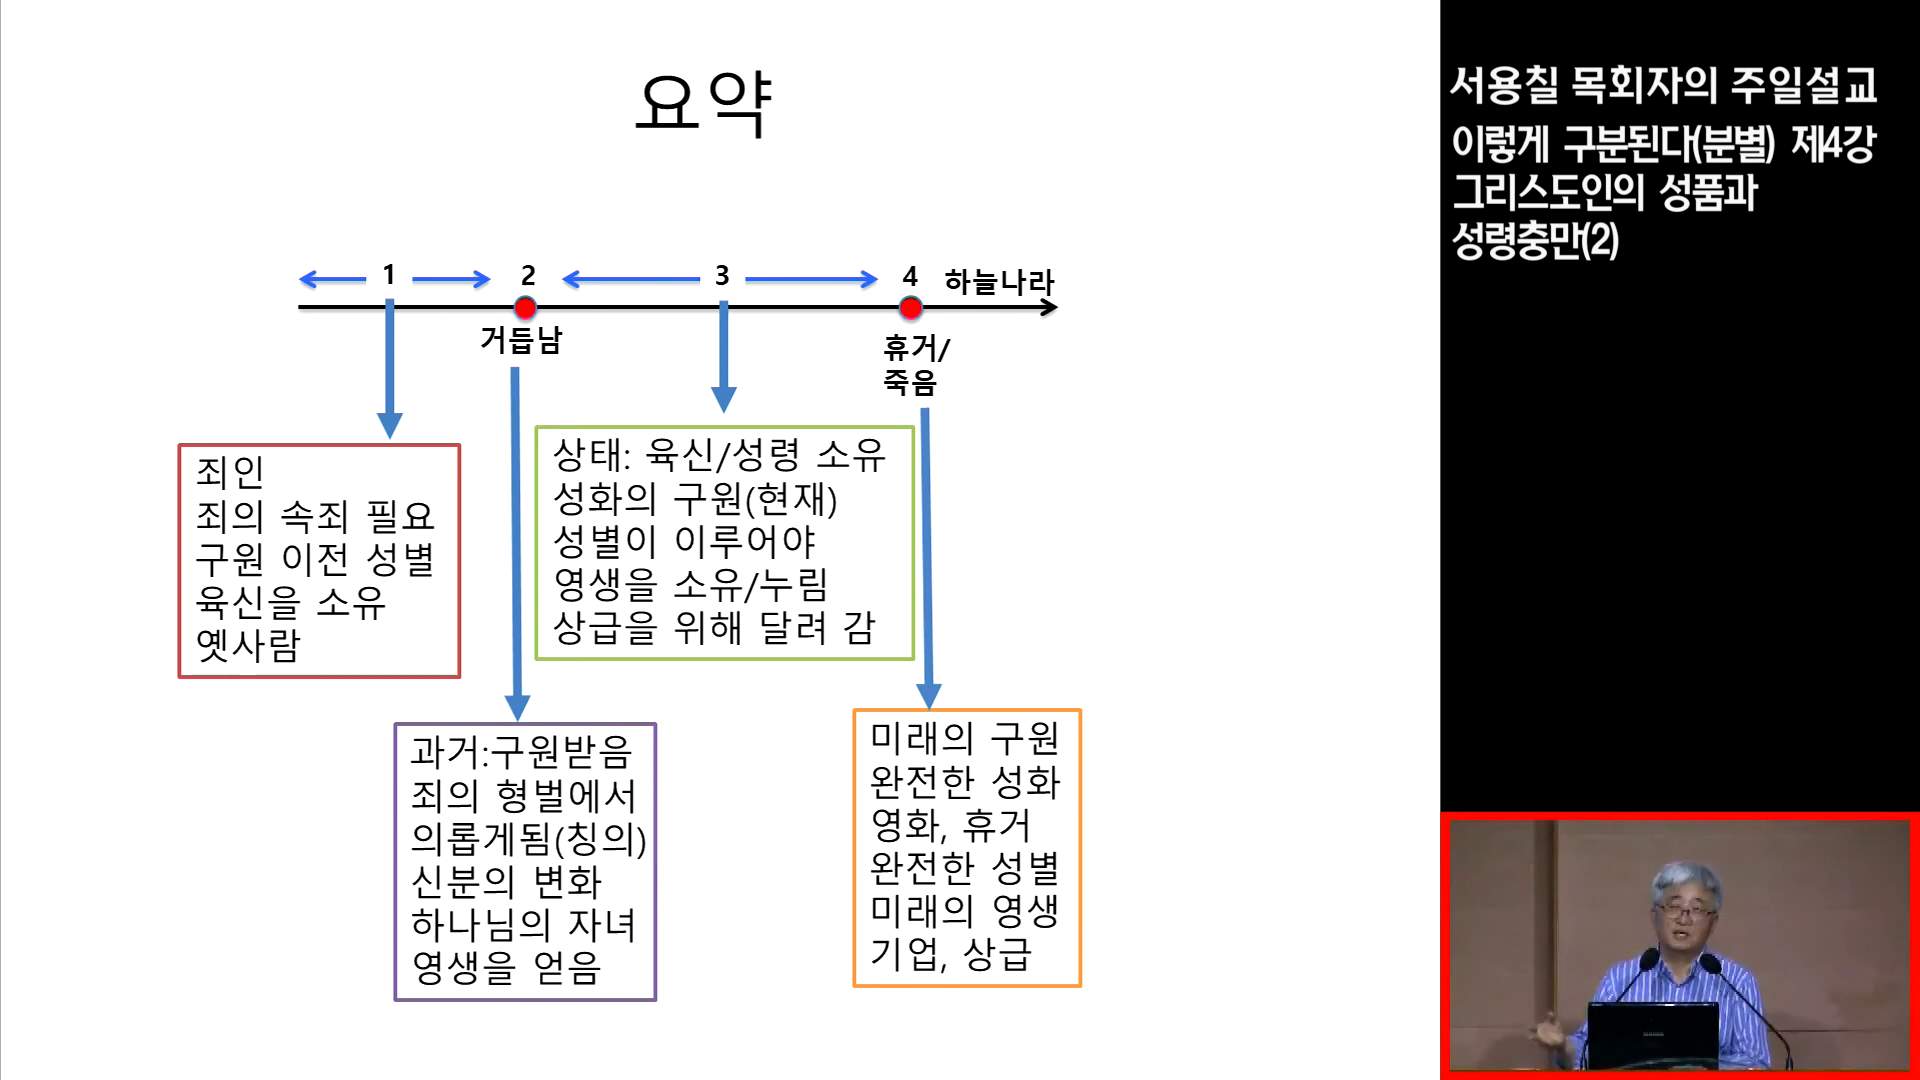 요약
1
2
3
4
하늘나라
거듭남
휴거/
죽음
죄인
죄의 속죄 필요
구원 이전 성별
육신을 소유
옛사람
상태: 육신/성령 소유
성화의 구원(현재)
성별이 이루어야
영생을 소유/누림
상급을 위해 달려 감
과거:구원받음
죄의 형벌에서
의롭게됨(칭의)
신분의 변화
하나님의 자녀
영생을 얻음
미래의 구원
완전한 성화
영화, 휴거
완전한 성별
미래의 영생
기업, 상급
서용칠 목회자의 주일설교
이렇게 구분된다(분별) 제4강
그리스도인의 성품과
성령충만(2)